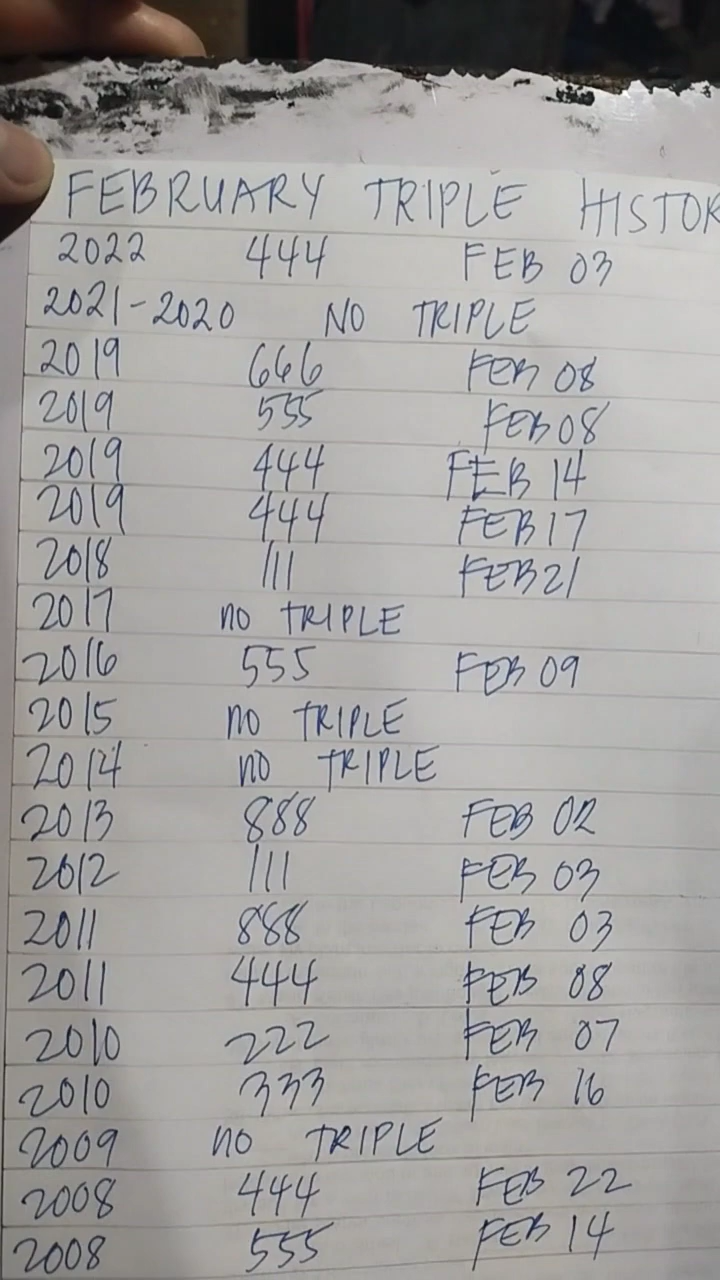 FEBRUARY TRIPLE HISTOR
2022 444 FEB 03
2021-2020 NO TRIPLE
2019 666 FEB 08
2019 555 FEB 08
2019 444 FEB 14
2019 444 FEB 17
2018 111 FEB 21
2017 no TRIPLE
2016 555 FEB 09
2015 no TRIPLE
2014 no TRIPLE
2013 888 FEB 02
2012 111 FEB 03
2011 888 FEB 03
2011 444 FEB 08
2010 222 FEB 07
2010 333 FEB 16
2009 no TRIPLE
2008 444 FEB 22
2008 555 FEB 14